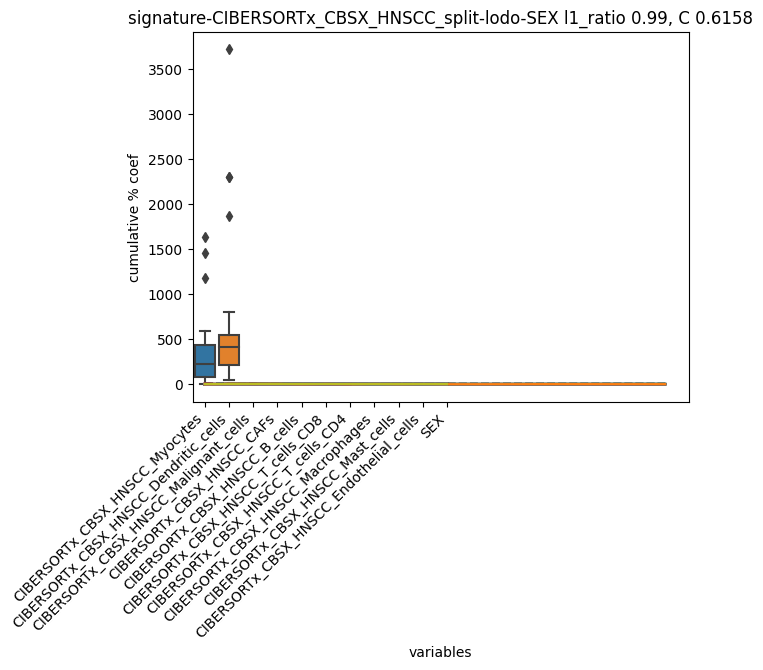 signature-CIBERSORTx_CBSX_HNSCC_split-lodo-SEX l1_ratio 0.99, C 0.6158
cumulative % coef
3500
3000
2500
2000
1500
1000
500
0
CIBERSORTx_CBSX_HNSCC_Myocytes
CIBERSORTx_CBSX_HNSCC_Dendritic_cells
CIBERSORTx_CBSX_HNSCC_Malignant_cells
CIBERSORTx_CBSX_HNSCC_CAFs
CIBERSORTx_CBSX_HNSCC_B_cells
CIBERSORTx_CBSX_HNSCC_T_cells_CD8
CIBERSORTx_CBSX_HNSCC_T_cells_CD4
CIBERSORTx_CBSX_HNSCC_Macrophages
CIBERSORTx_CBSX_HNSCC_Mast_cells
CIBERSORTx_CBSX_HNSCC_Endothelial_cells
SEX
variables